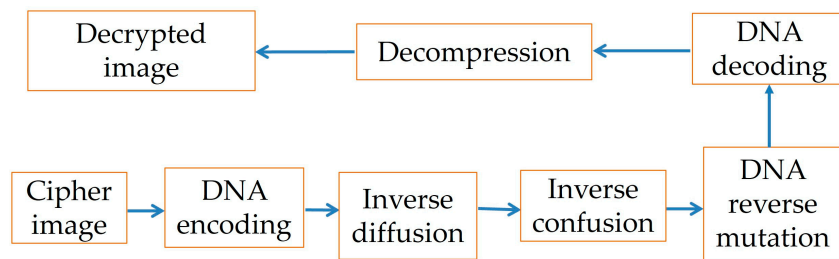 Decrypted
image
Decompression
DNA
decoding
Cipher
image
DNA
encoding
Inverse
diffusion
Inverse
confusion
DNA
reverse
mutation